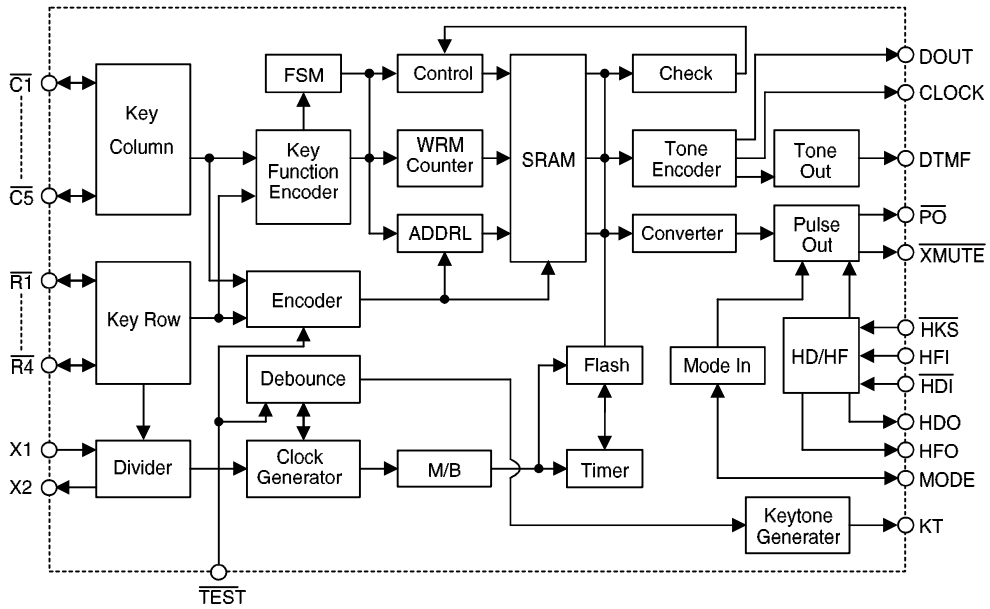 C1
C5
R1
R4
X1
X2
TEST
Key
Column
Key Row
Divider
FSM
Key
Function
Encoder
Encoder
Debounce
Clock
Generator
Control
WRM
Counter
ADDRL
M/B
SRAM
Flash
Timer
Check
Tone
Encoder
Converter
Mode In
Tone
Out
Pulse
Out
HD/HF
Keytone
Generater
DOUT
CLOCK
DTMF
PO
XMUTE
HKS
HFI
HDI
HDO
HFO
MODE
KT